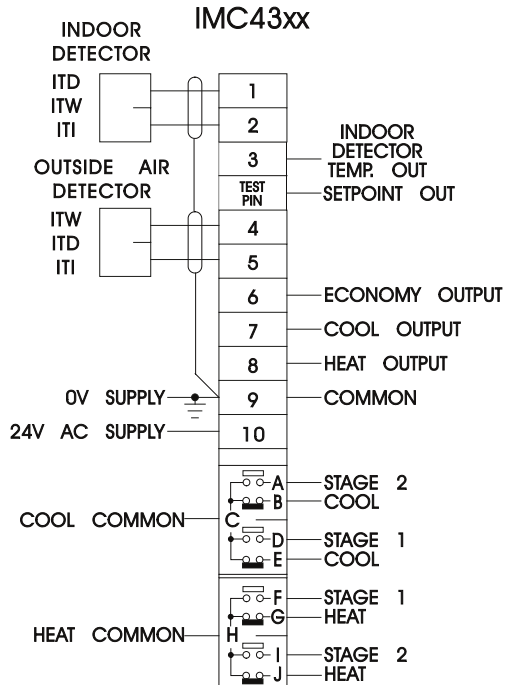 IMC43xx
INDOOR
DETECTOR
ITD
ITW
ITI
1
2
3
INDOOR
DETECTOR
TEMP. OUT
TEST
PIN
SETPOINT OUT
OUTSIDE AIR
DETECTOR
ITW
ITD
ITI
4
5
6
ECONOMY OUTPUT
7
COOL OUTPUT
8
HEAT OUTPUT
0V SUPPLY
9
COMMON
24V AC SUPPLY
10
A
STAGE 2
B
COOL
COOL COMMON
C
D
STAGE 1
E
COOL
F
STAGE 1
G
HEAT
HEAT COMMON
H
I
STAGE 2
J
HEAT